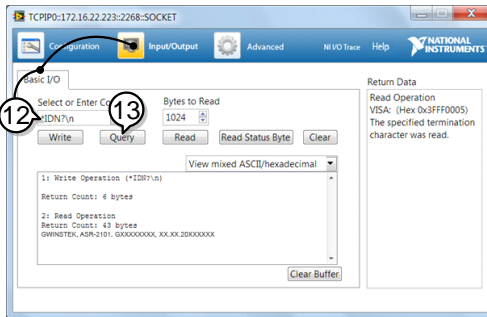 TCPIP0::172.16.22.223::2268::SOCKET
Configuration Input/Output Advanced NI I/O Trace Help NATIONAL INSTRUMENTS
Basic I/O
Return Data
12 Select or Enter 13 Bytes to Read
*IDN?\n 1024
Write Query Read Read Status Byte Clear
View mixed ASCII/hexadecimal
1: Write Operation (*IDN?\n)
Return Count: 6 bytes
2: Read Operation
Return Count: 43 bytes
GWINSTEK, ASR-2101, GXXXXXXXX, XX.XX.20XXXXXX
Clear Buffer
Read Operation
VISA: (Hex 0x3FFF0005)
The specified termination
character was read.